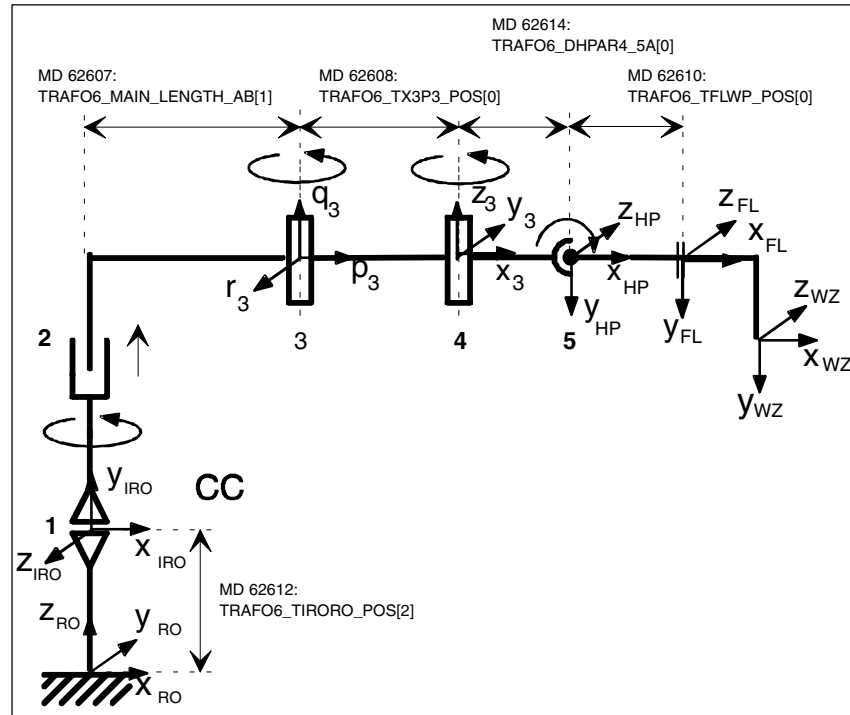 MD 62614:
TRAFO6_DHPAR4_5A[0]
MD 62607:
TRAFO6_MAIN_LENGTH_AB[1]
MD 62608:
TRAFO6_TX3P3_POS[0]
MD 62610:
TRAFO6_TFLWP_POS[0]
q3
z3
y3
zHP
zFL
xFL
r3
p3
x3
xHP
yHP
yFL
zWZ
xWZ
yWZ
2
3
4
5
yIRO
CC
1
xIRO
zIRO
MD 62612:
TRAFO6_TIRORO_POS[2]
zRO
yRO
xRO